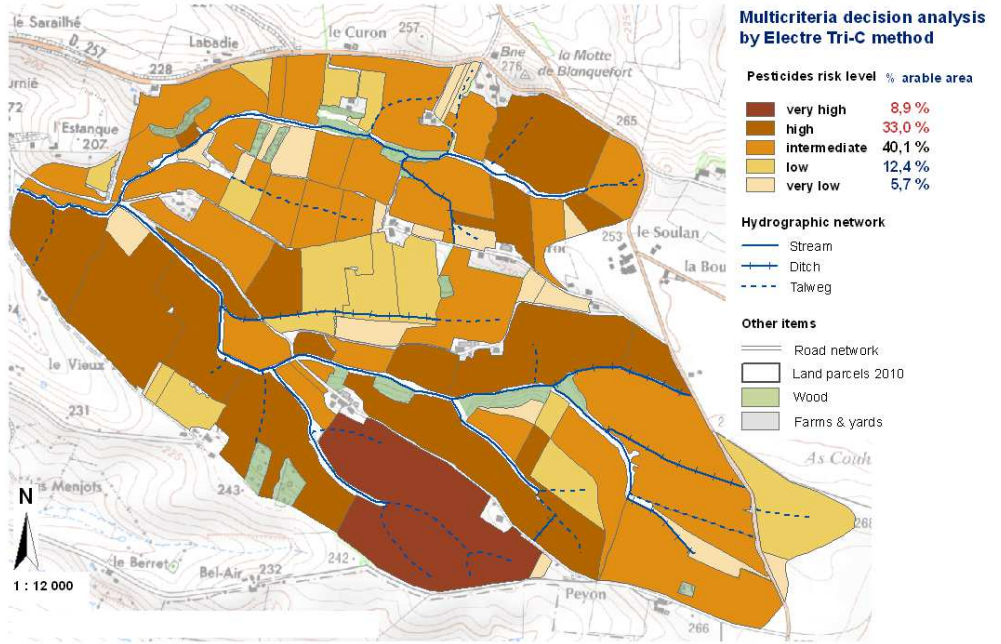 le Sarailhé
D. 257
Labadie
228
le Curon
257
Bne
276
la Motte
de Blanquefort
Multicriteria decision analysis
by Electre Tri-C method
Pesticides risk level % arable area
very high 8,9 %
high 33,0 %
intermediate 40,1 %
low 12,4 %
very low 5,7 %
72
l'Estanque
207
265
253
le Soulan
la Bou
Hydrographic network
Stream
Ditch
Talweg
Other items
Road network
Land parcels 2010
Wood
Farms & yards
le Vieux
231
As Couh
268
is Menjots
243
N
242
le Berret
Bel-Air
232
Peyon
266
1 : 12 000